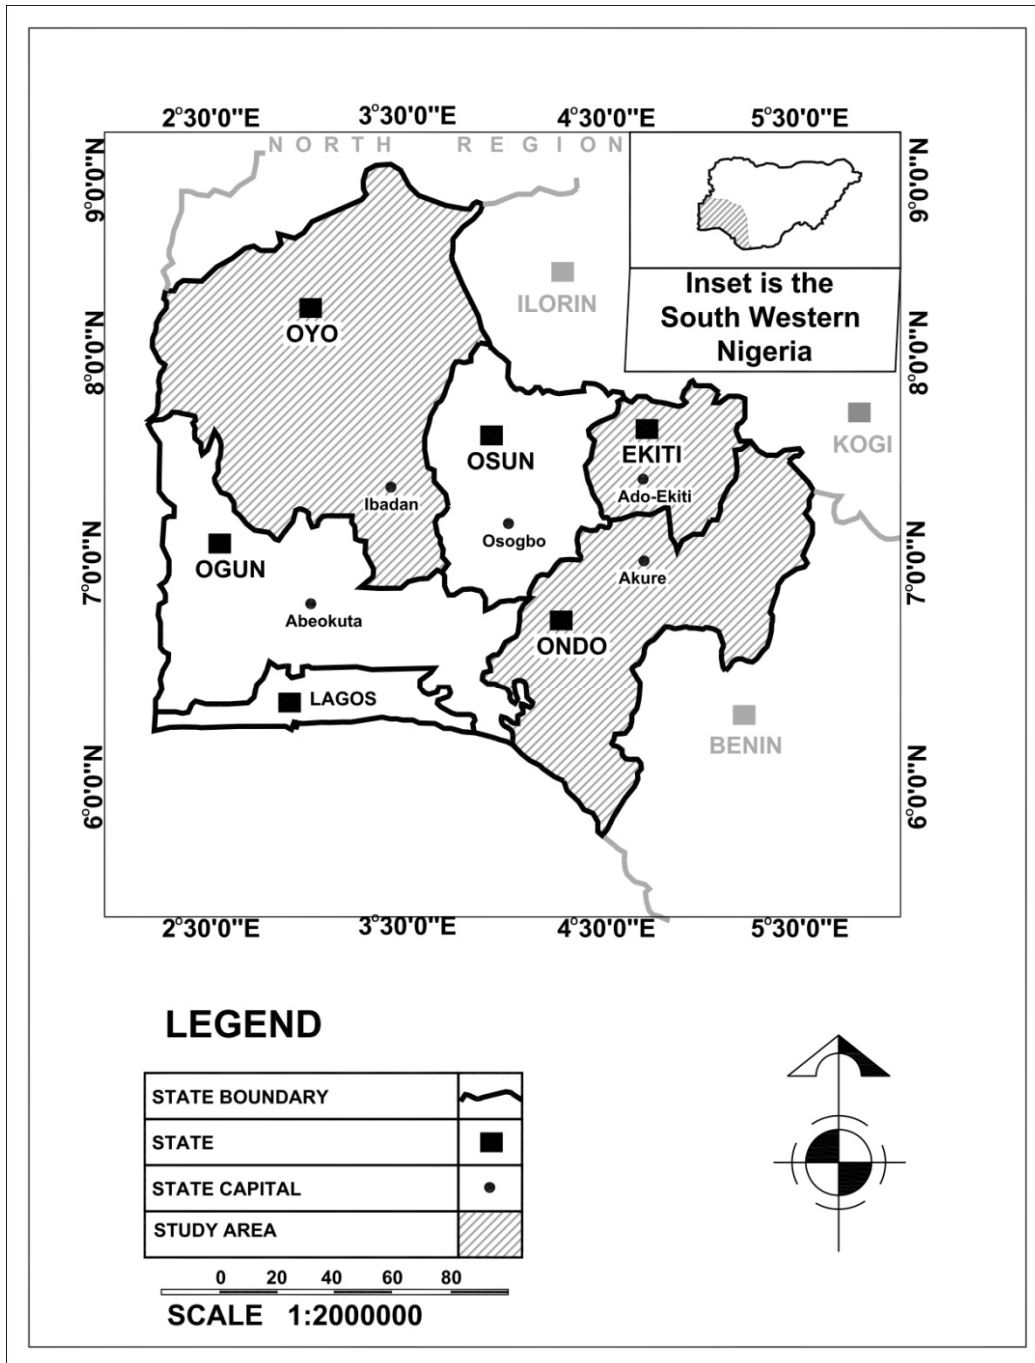 2°30'0"E 3°30'0"E 4°30'0"E 5°30'0"E
NORTH REGION
9°0'0"N
9°0'0"N
ILORIN
Inset is the
South Western
Nigeria
OYO
8°0'0"N
8°0'0"N
KOGI
OSUN
EKITI
Ibadan
Ado-Ekiti
Osogbo
OGUN
Akure
7°0'0"N
7°0'0"N
Abeokuta
ONDO
LAGOS
BENIN
6°0'0"N
6°0'0"N
2°30'0"E 3°30'0"E 4°30'0"E 5°30'0"E
LEGEND
STATE BOUNDARY
STATE
STATE CAPITAL
STUDY AREA
0 20 40 60 80
SCALE 1:2000000